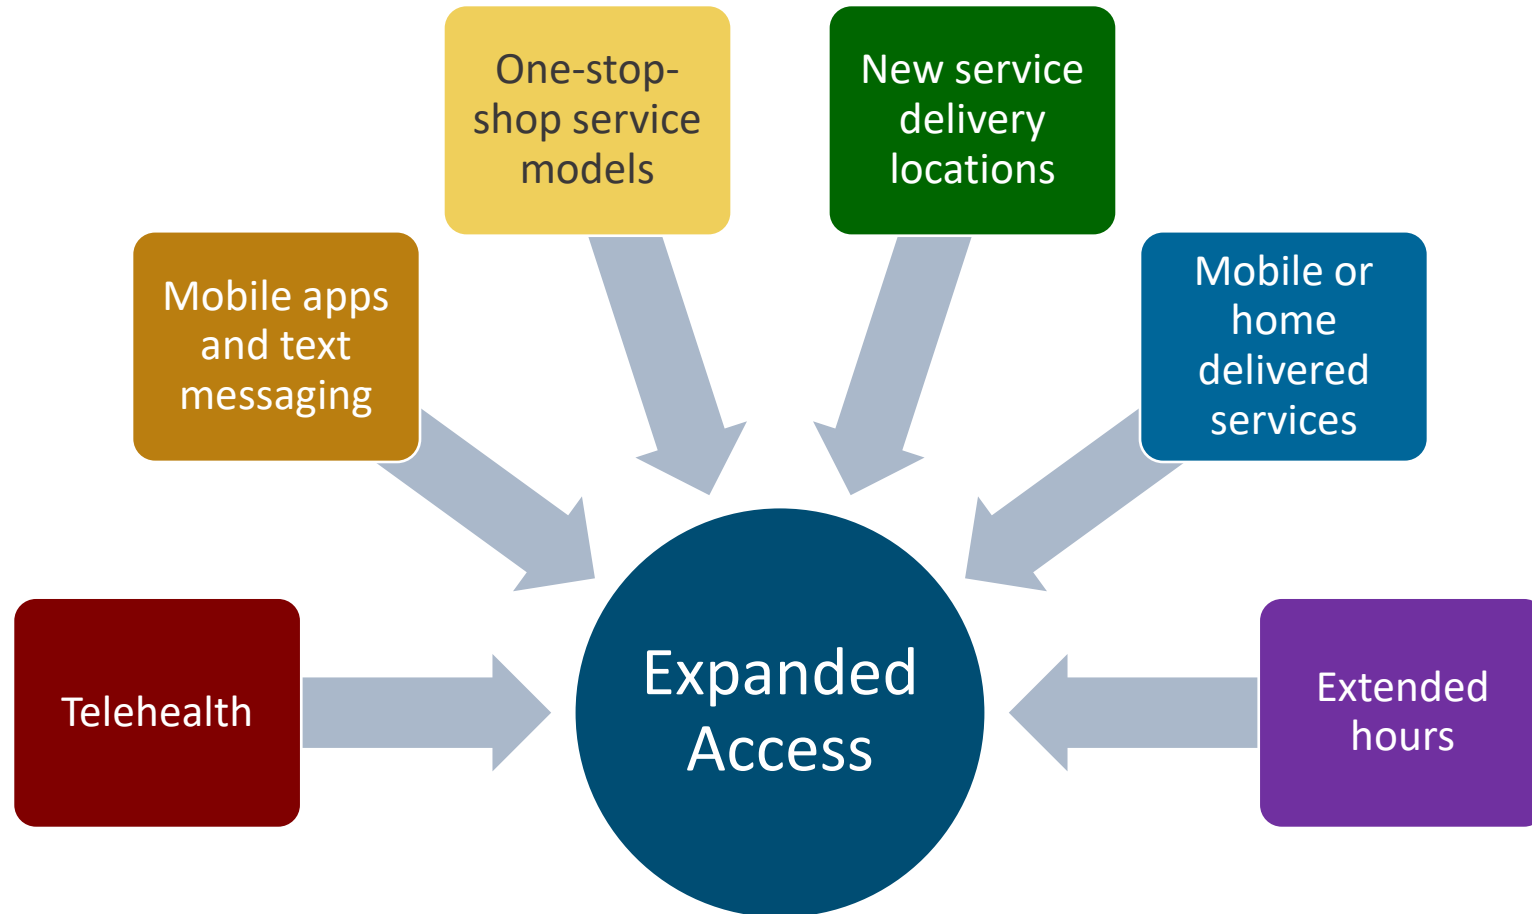 One-stop-
shop service
models
New service
delivery
locations
Mobile apps
and text
messaging
Mobile or
home
delivered
services
Telehealth
Expanded
Access
Extended
hours